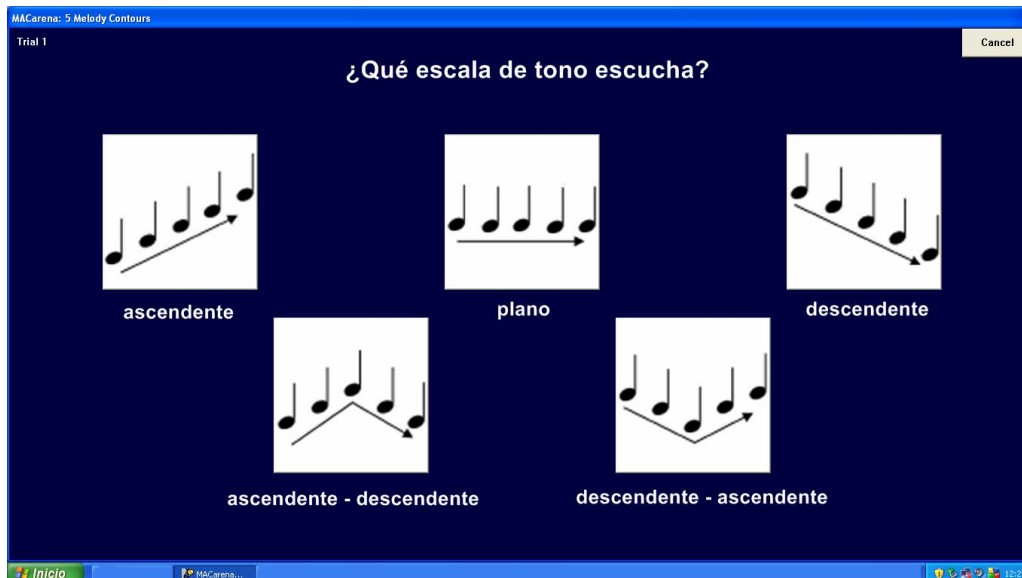 MACarena: 5 Melody Contours
Trial 1
Cancel
¿Qué escala de tono escucha?
ascendente
plano
descendente
ascendente - descendente
descendente - ascendente
Inicio
MACarena...